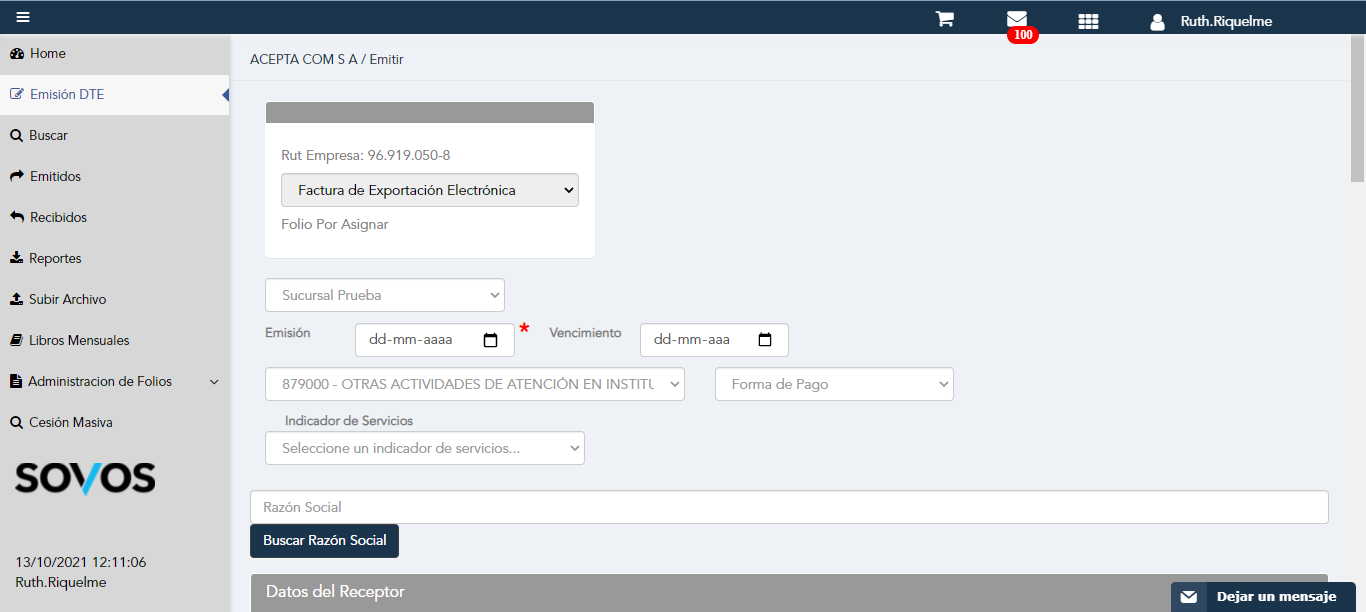 Ruth.Riquelme
100
Home
Emisión DTE
Buscar
Emitidos
Recibidos
Reportes
Subir Archivo
Libros Mensuales
Administracion de Folios
Cesión Masiva
SOVOS
13/10/2021 12:11:06
Ruth.Riquelme
ACEPTA COM S A / Emitir
Rut Empresa: 96.919.050-8
Factura de Exportación Electrónica
Folio Por Asignar
Sucursal Prueba
Emisión dd-mm-aaaa * Vencimiento dd-mm-aaa
879000 - OTRAS ACTIVIDADES DE ATENCIÓN EN INSTITU Forma de Pago
Indicador de Servicios
Seleccione un indicador de servicios...
Razón Social
Buscar Razón Social
Datos del Receptor
Dejar un mensaje